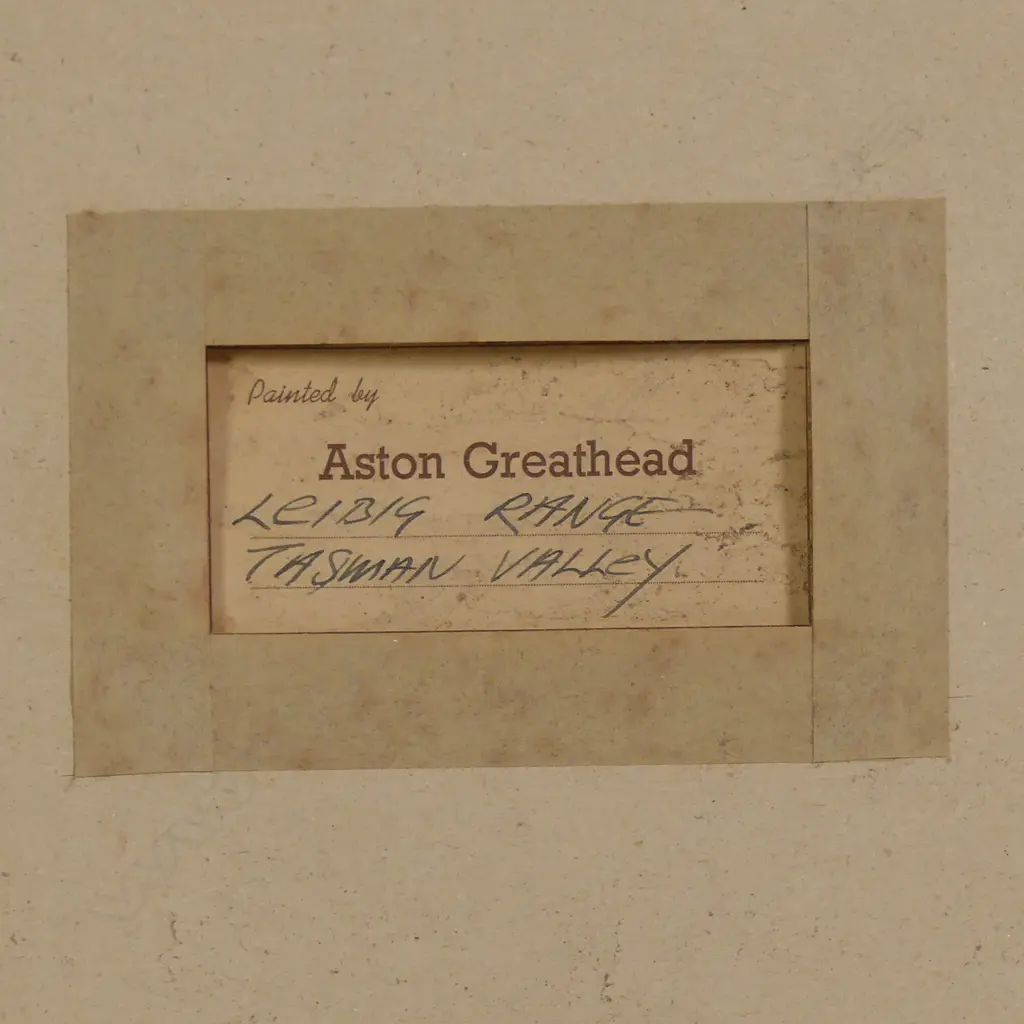 Painted by
Aston Greathead
LEIBIG RANGE
TASMAN VALLEY.